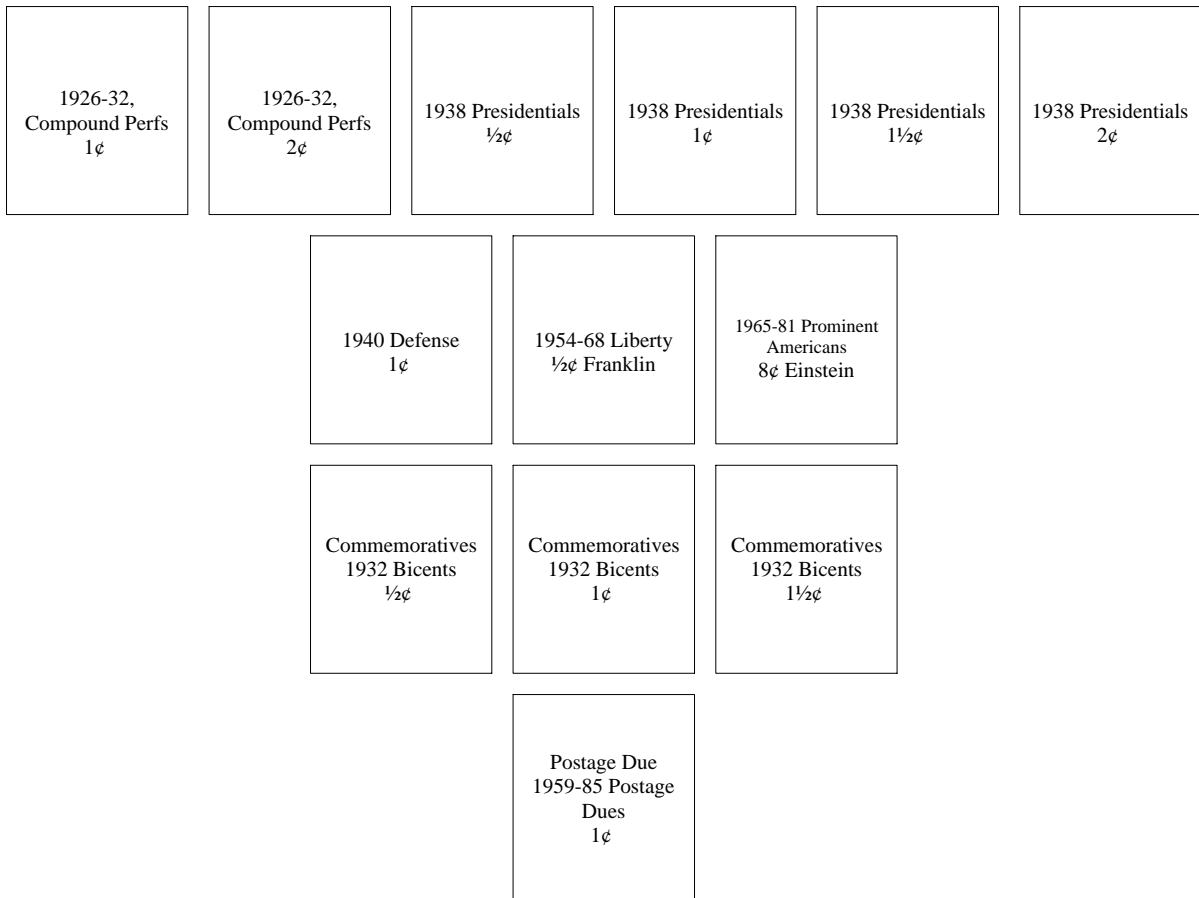 1926-32,
Compound Perfs
1¢
1926-32,
Compound Perfs
2¢
1938 Presidentials
½¢
1938 Presidentials
1¢
1938 Presidentials
1½¢
1938 Presidentials
2¢
1940 Defense
1¢
1954-68 Liberty
½¢ Franklin
1965-81 Prominent
Americans
8¢ Einstein
Commemoratives
1932 Bicents
½¢
Commemoratives
1932 Bicents
1¢
Commemoratives
1932 Bicents
1½¢
Postage Due
1959-85 Postage
Dues
1¢